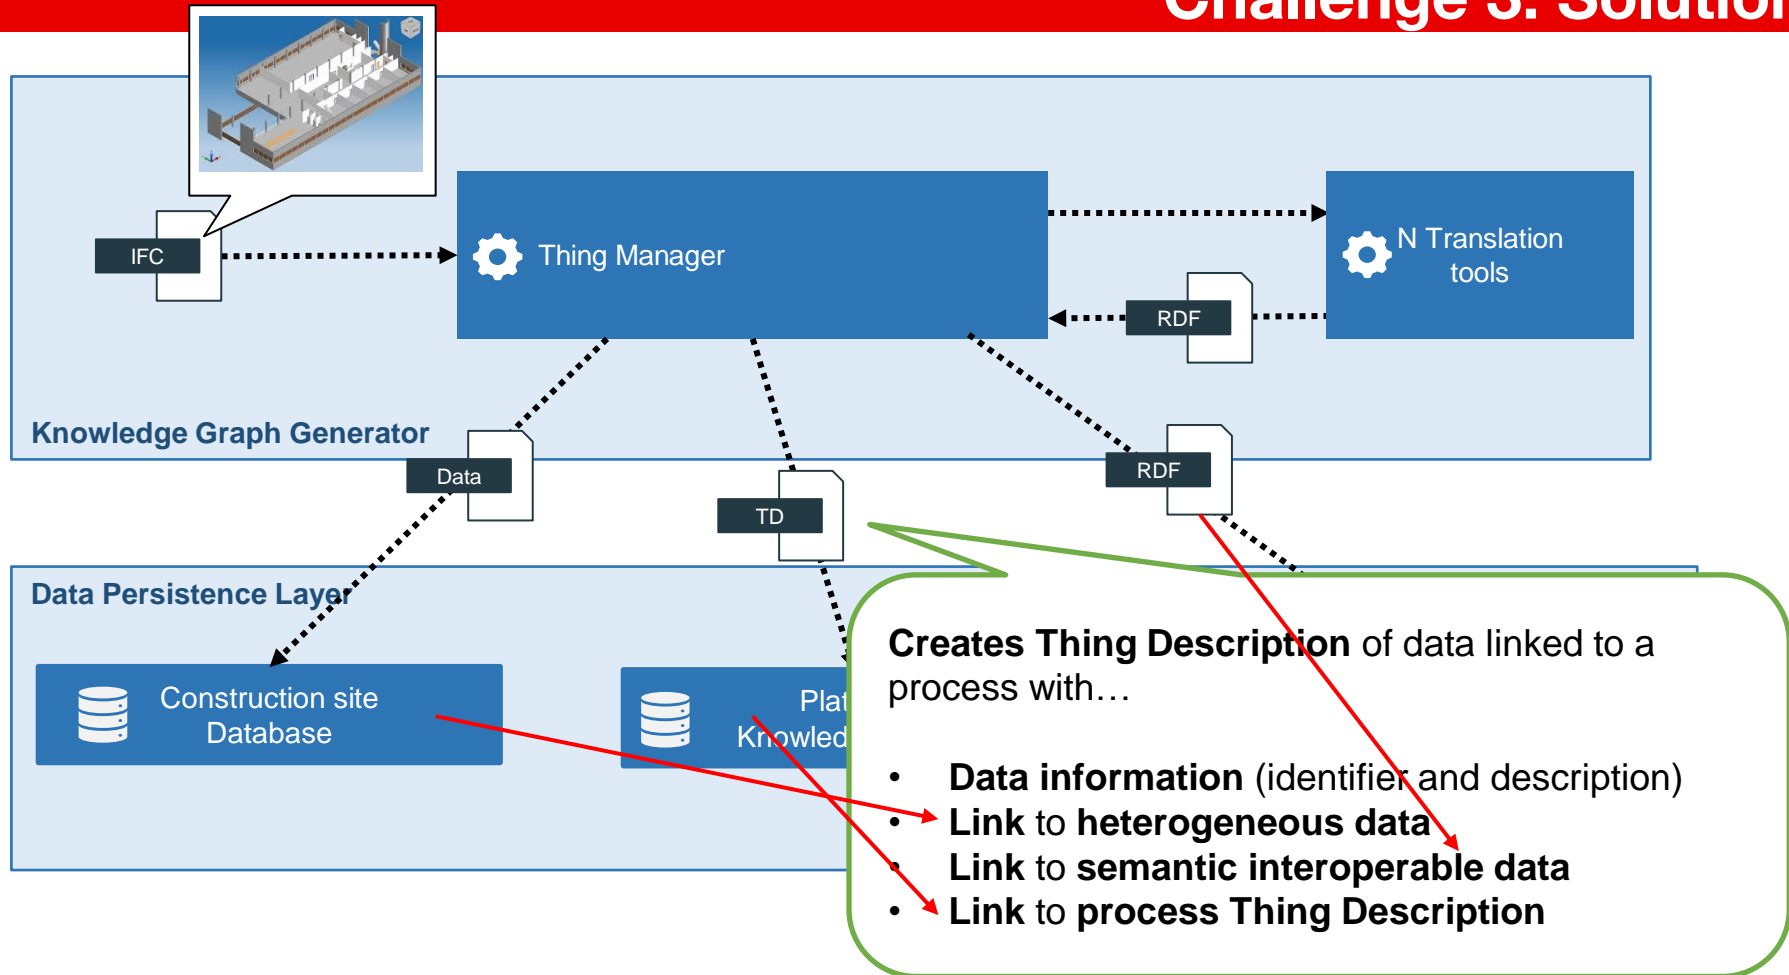 Challenge 3: Solution
IFC
Thing Manager
N Translation
tools
RDF
Knowledge Graph Generator
Data
TD
RDF
Data Persistence Layer
Construction site
Database
Plat
Knowled
Creates Thing Description of data linked to a
process with…
• Data information (identifier and description)
• Link to heterogeneous data
• Link to semantic interoperable data
• Link to process Thing Description